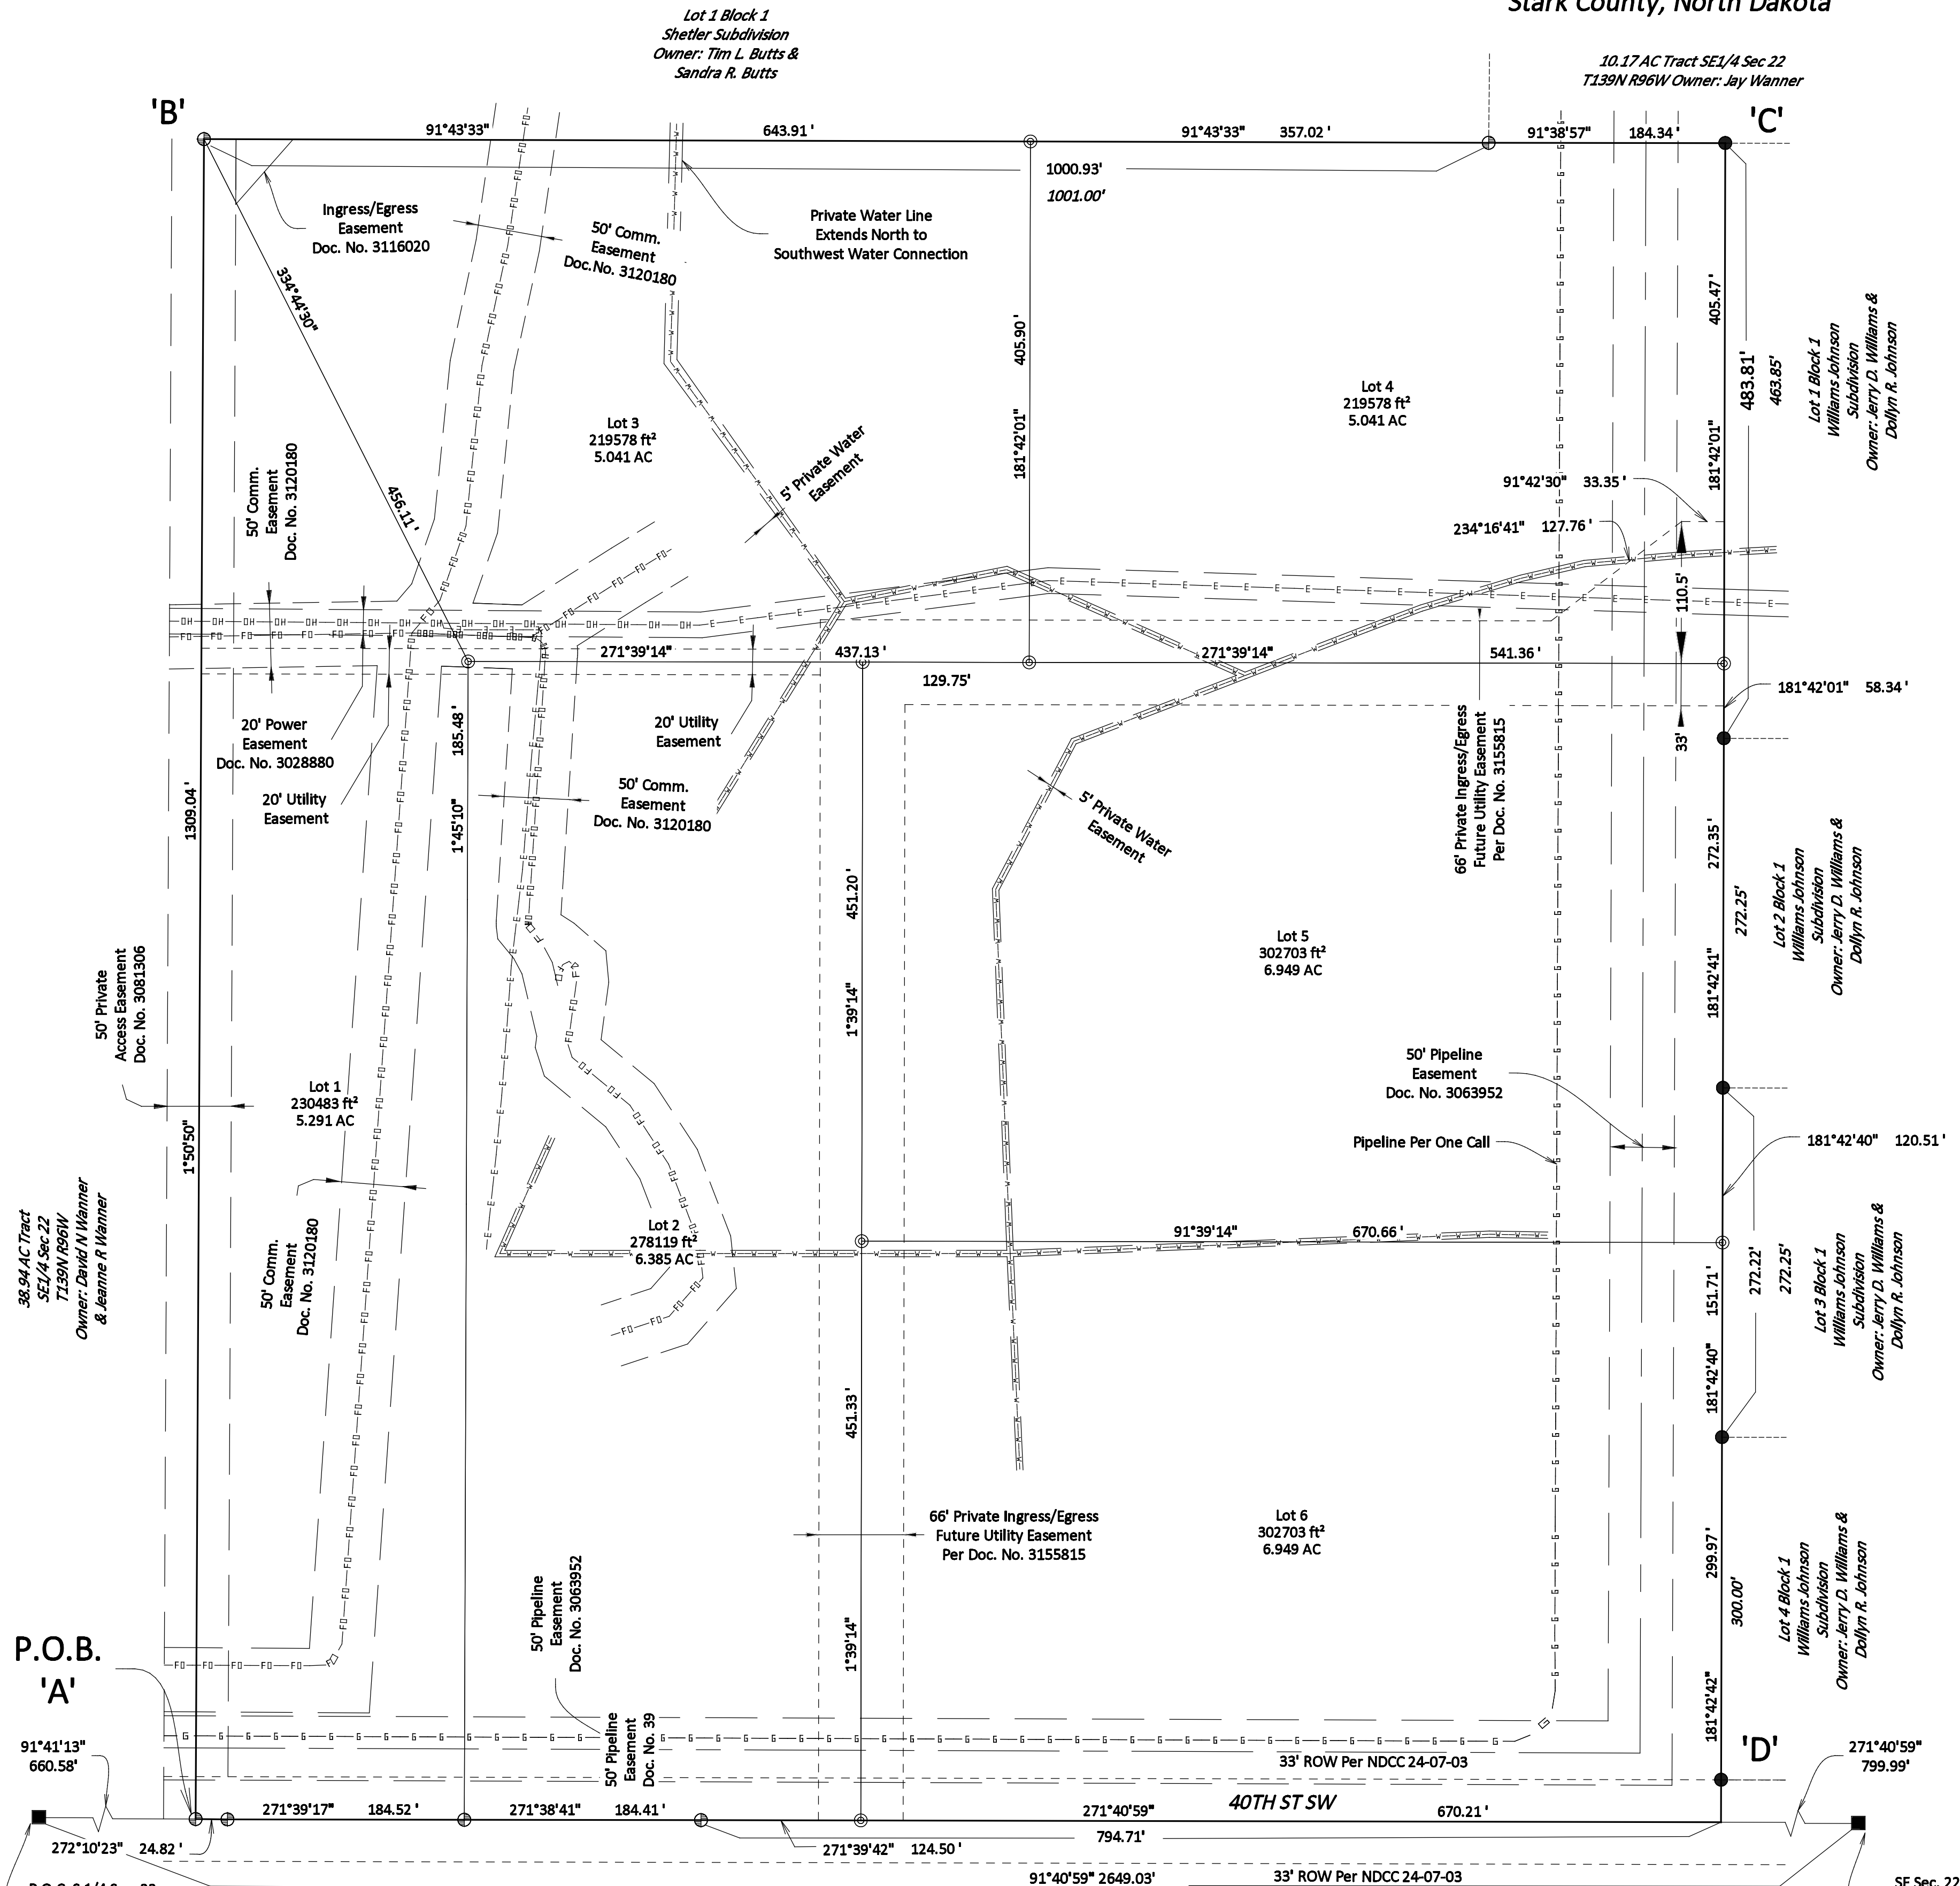 Stark County, North Dakota
Lot 1 Block 1
Shetler Subdivision
Owner: Tim L. Butts &
Sandra R. Butts
10.17 AC Tract SE1/4 Sec 22
T139N R96W Owner: Jay Wanner
'B'
91°43'33"
643.91 '
91°43'33"
357.02 '
91°38'57"
184.34 '
'C'
1000.93'
1001.00'
Ingress/Egress
Easement
Doc. No. 3116020
50' Comm.
Easement
Doc.No. 3120180
Private Water Line
Extends North to
Southwest Water Connection
334°44'30"
456.11 '
405.90 '
181°42'01"
405.47'
181°42'01"
483.81'
463.85'
Lot 1 Block 1
Williams Johnson
Subdivision
Owner: Jerry D. Williams &
Dollyn R. Johnson
Lot 3
219578 ft²
5.041 AC
Lot 4
219578 ft²
5.041 AC
5' Private Water
Easement
50' Comm.
Easement
Doc. No. 3120180
91°42'30" 33.35 '
234°16'41" 127.76 '
110.5'
271°39'14"
437.13 '
271°39'14"
541.36 '
129.75'
181°42'01" 58.34 '
33'
20' Power
Easement
Doc. No. 3028880
20' Utility
Easement
185.48 '
1°45'10"
20' Utility
Easement
50' Comm.
Easement
Doc. No. 3120180
5' Private Water
Easement
66' Private Ingress/Egress
Future Utility Easement
Per Doc. No. 3155815
1309.04 '
1°50'50"
451.20 '
1°39'14"
272.35 '
272.25'
181°42'41"
Lot 2 Block 1
Williams Johnson
Subdivision
Owner: Jerry D. Williams &
Dollyn R. Johnson
Lot 5
302703 ft²
6.949 AC
50' Private
Access Easement
Doc. No. 3081306
Lot 1
230483 ft²
5.291 AC
50' Pipeline
Easement
Doc. No. 3063952
Pipeline Per One Call
181°42'40" 120.51 '
38.94 AC Tract
SE1/4 Sec 22
T139N R96W
Owner: David N Wanner
& Jeanne R Wanner
50' Comm.
Easement
Doc. No. 3120180
Lot 2
278119 ft²
6.385 AC
91°39'14"
670.66 '
151.71 '
181°42'40"
272.22'
272.25'
Lot 3 Block 1
Williams Johnson
Subdivision
Owner: Jerry D. Williams &
Dollyn R. Johnson
451.33 '
1°39'14"
66' Private Ingress/Egress
Future Utility Easement
Per Doc. No. 3155815
Lot 6
302703 ft²
6.949 AC
50' Pipeline
Easement
Doc. No. 3063952
299.97 '
300.00'
181°42'42"
Lot 4 Block 1
Williams Johnson
Subdivision
Owner: Jerry D. Williams &
Dollyn R. Johnson
P.O.B.
'A'
50' Pipeline
Easement
Doc. No. 39
33' ROW Per NDCC 24-07-03
'D'
91°41'13"
660.58'
271°40'59"
799.99'
271°39'17"
184.52 '
271°38'41"
184.41 '
271°40'59"
40TH ST SW
670.21 '
794.71'
272°10'23" 24.82 '
271°39'42" 124.50 '
91°40'59" 2649.03'
33' ROW Per NDCC 24-07-03
SE Sec. 22